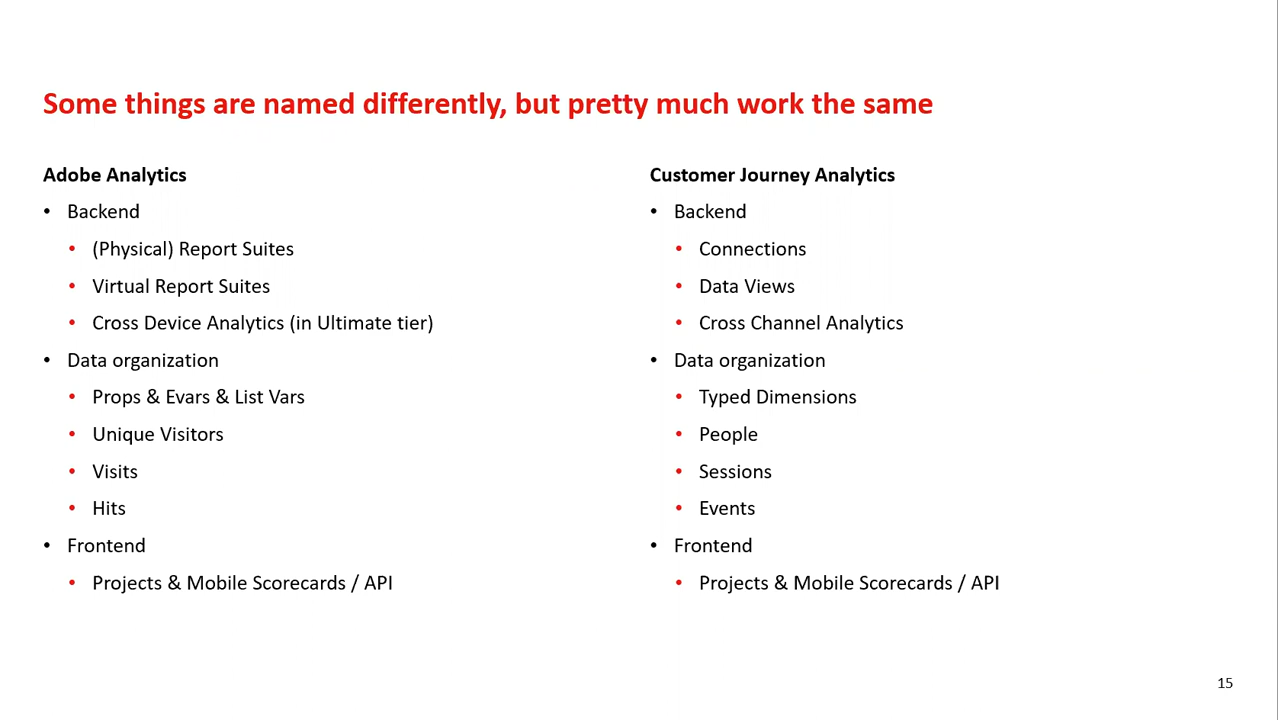 Some things are named differently, but pretty much work the same
Adobe Analytics
• Backend
• (Physical) Report Suites
• Virtual Report Suites
• Cross Device Analytics (in Ultimate tier)
• Data organization
• Props & Evars & List Vars
• Unique Visitors
• Visits
• Hits
• Frontend
• Projects & Mobile Scorecards / API
Customer Journey Analytics
• Backend
• Connections
• Data Views
• Cross Channel Analytics
• Data organization
• Typed Dimensions
• People
• Sessions
• Events
• Frontend
• Projects & Mobile Scorecards / API
15